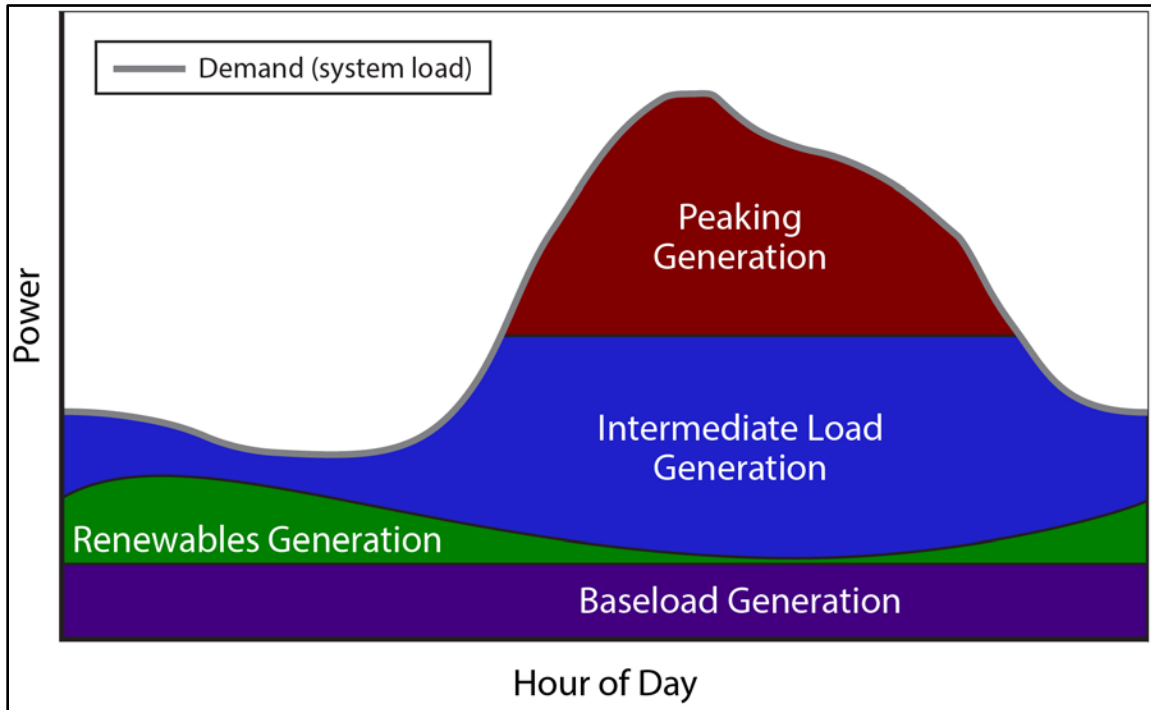 Demand (system load)
Peaking
Generation
Power
Intermediate Load
Generation
Renewables Generation
Baseload Generation
Hour of Day